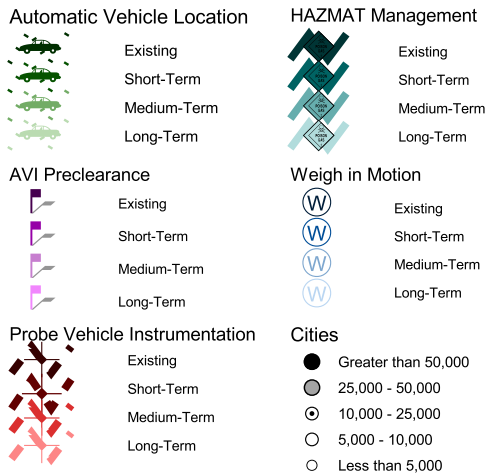 Automatic Vehicle Location
Existing
Short-Term
Medium-Term
Long-Term
HAZMAT Management
Existing
Short-Term
Medium-Term
Long-Term
AVI Preclearance
Existing
Short-Term
Medium-Term
Long-Term
Weigh in Motion
W
Existing
W
Short-Term
W
Medium-Term
W
Long-Term
Probe Vehicle Instrumentation
Existing
Short-Term
Medium-Term
Long-Term
Cities
Greater than 50,000
25,000 - 50,000
10,000 - 25,000
5,000 - 10,000
Less than 5,000